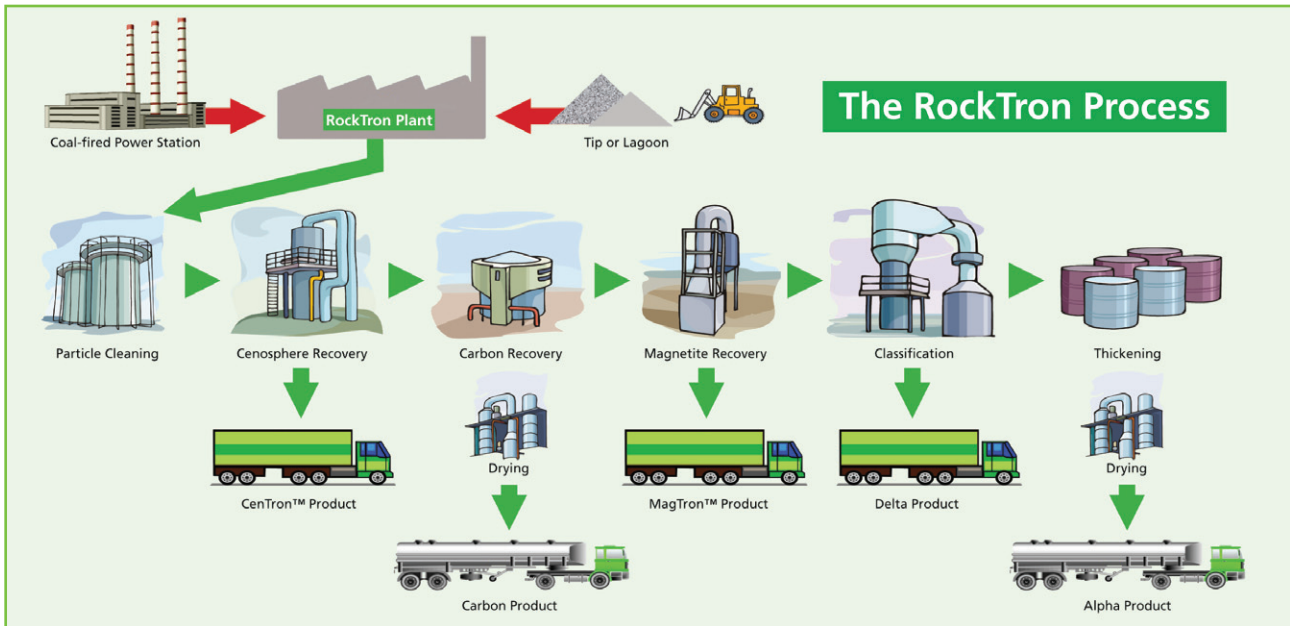 The RockTron Process
Coal-fired Power Station
RockTron Plant
Tip or Lagoon
Particle Cleaning
Cenosphere Recovery
Carbon Recovery
Magnetite Recovery
Classification
Thickening
Drying
Drying
CenTron™ Product
MagTron™ Product
Delta Product
Carbon Product
Alpha Product